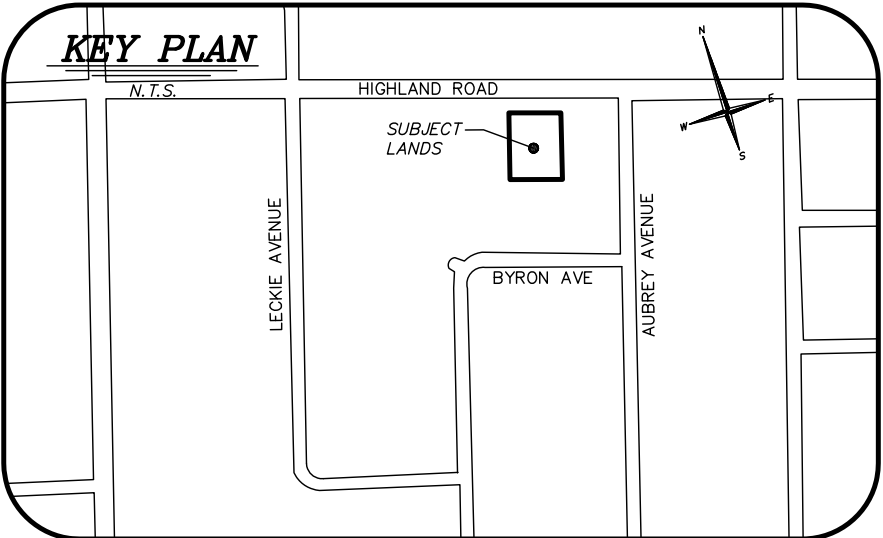 KEY PLAN
N.T.S.
HIGHLAND ROAD
SUBJECT
LANDS
N
E
W
S
LECKIE AVENUE
AUBREY AVENUE
BYRON AVE